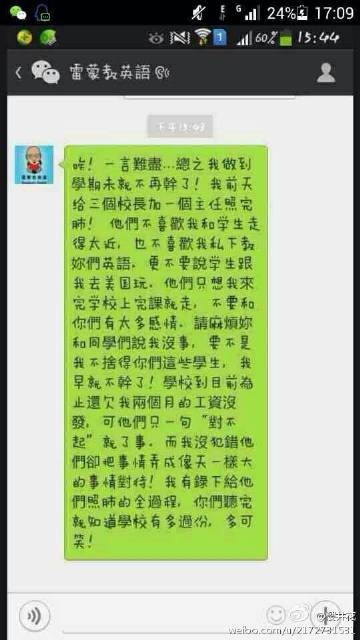 24% 17:09
1 60% 15:44
雷蒙教英語
下午15:43
唉！一言難盡…總之我做到
學期末就不再幹了！我前天
给三個校長加一個主任照完
肺！他們不喜歡我和學生走
得太近，也不喜歡我私下教
妳們英語．更不要說學生跟
我去美国玩．他們只想我來
完学校上完課就走，不要和
你們有太多感情．請麻煩妳
和同學們說我沒事，要不是
我不捨得你們這些學生，我
早就不幹了！學校到目前為
止還欠我兩個月的工資沒
發，可他們只一句“對不
起”就了事．而我沒犯錯他
們卻把事情弄成像天一樣大
的事情對待！我有錄下給他
們照肺的全過程，你們聽完
就知道學校有多過份，多可
笑！
weibo.com/u/2172731531